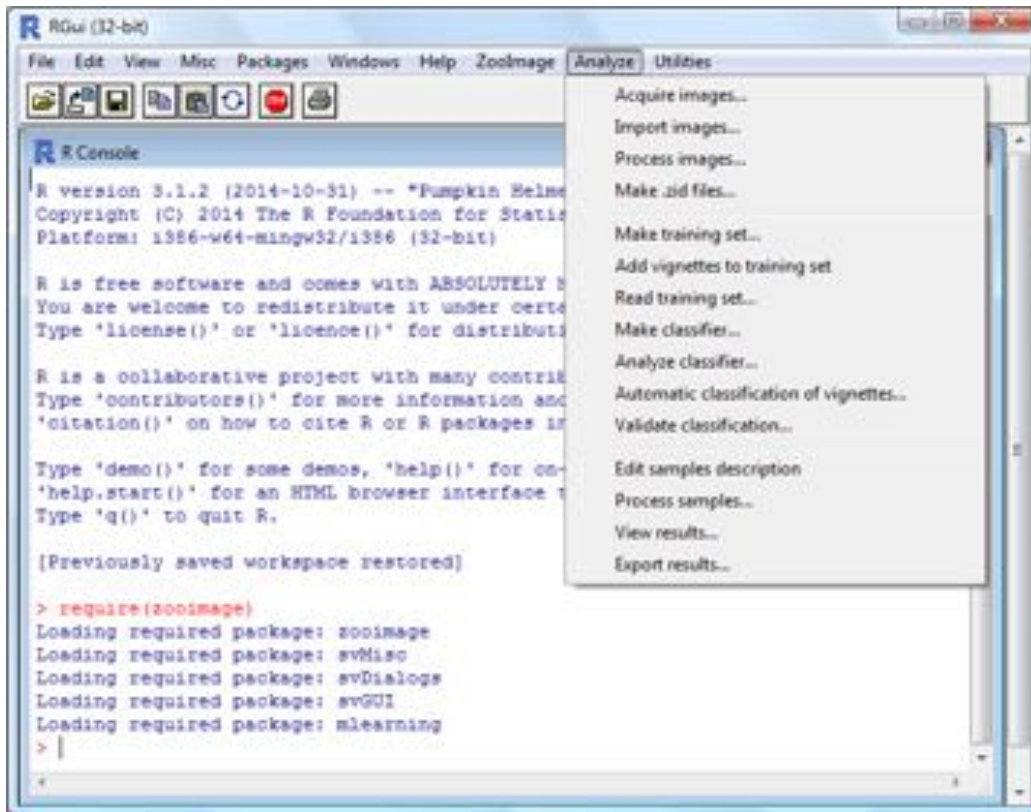 RGui (32-bit)
File Edit View Misc Packages Windows Help ZooImage Analyze Utilities
STOP
R Console
R version 3.1.2 (2014-10-31) -- "Pumpkin Helme
Copyright (C) 2014 The R Foundation for Statis
Platform: i386-w64-mingw32/i386 (32-bit)
R is free software and comes with ABSOLUTELY N
You are welcome to redistribute it under certa
Type 'license()' or 'licence()' for distributi
R is a collaborative project with many contrib
Type 'contributors()' for more information and
'citation()' on how to cite R or R packages in
Type 'demo()' for some demos, 'help()' for on-
'help.start()' for an HTML browser interface t
Type 'q()' to quit R.
[Previously saved workspace restored]
> require(zooimage)
Loading required package: zooimage
Loading required package: svMisc
Loading required package: svDialogs
Loading required package: svGUI
Loading required package: mlearning
>
Acquire images...
Import images...
Process images...
Make .zid files...
Make training set...
Add vignettes to training set
Read training set...
Make classifier...
Analyze classifier...
Automatic classification of vignettes...
Validate classification...
Edit samples description
Process samples...
View results...
Export results...